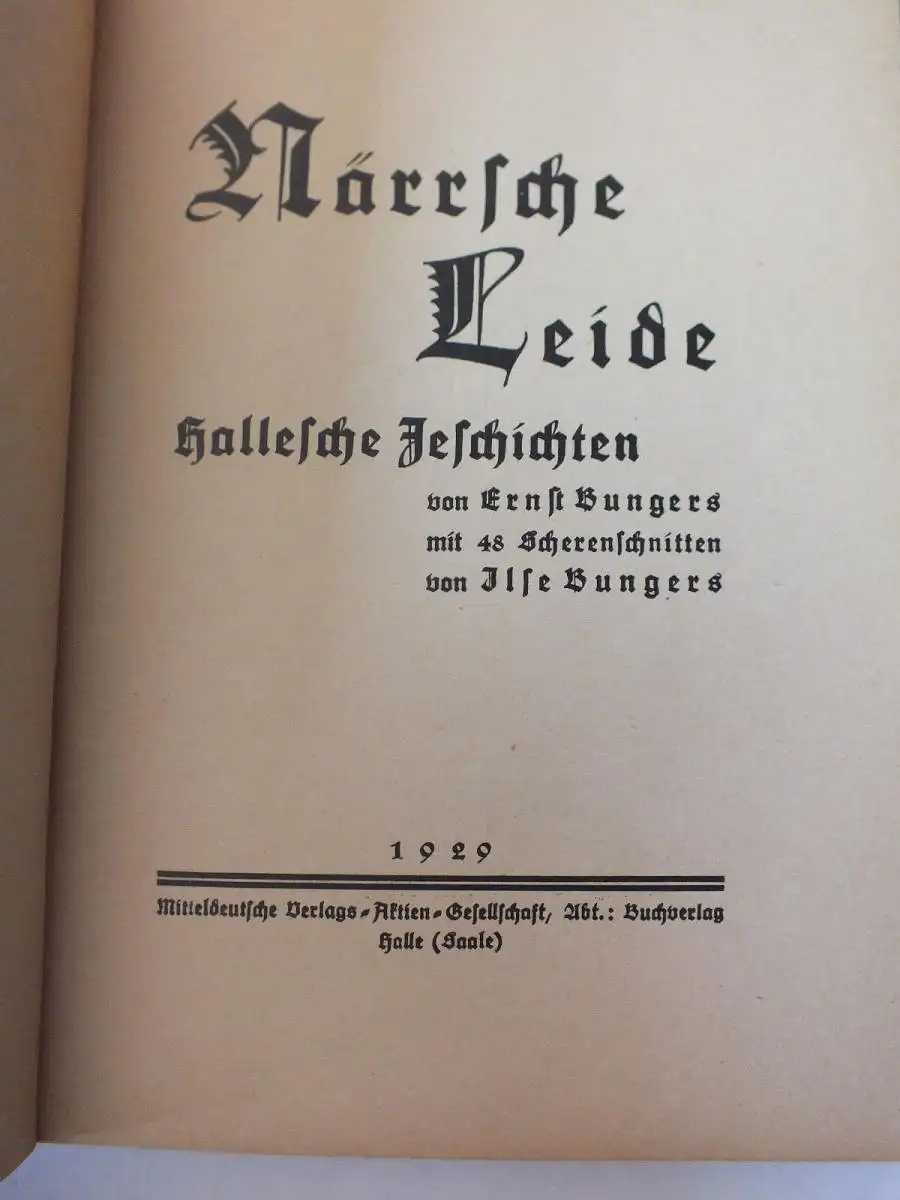 Närrſche
Leide
Halleſche Jeſchichten
von Ernſt Bungers
mit 48 Scherenſchnitten
von Ilſe Bungers
1929
Mitteldeutſche Verlags-Aktien-Geſellſchaft, Abt.: Buchverlag
Halle (Saale)